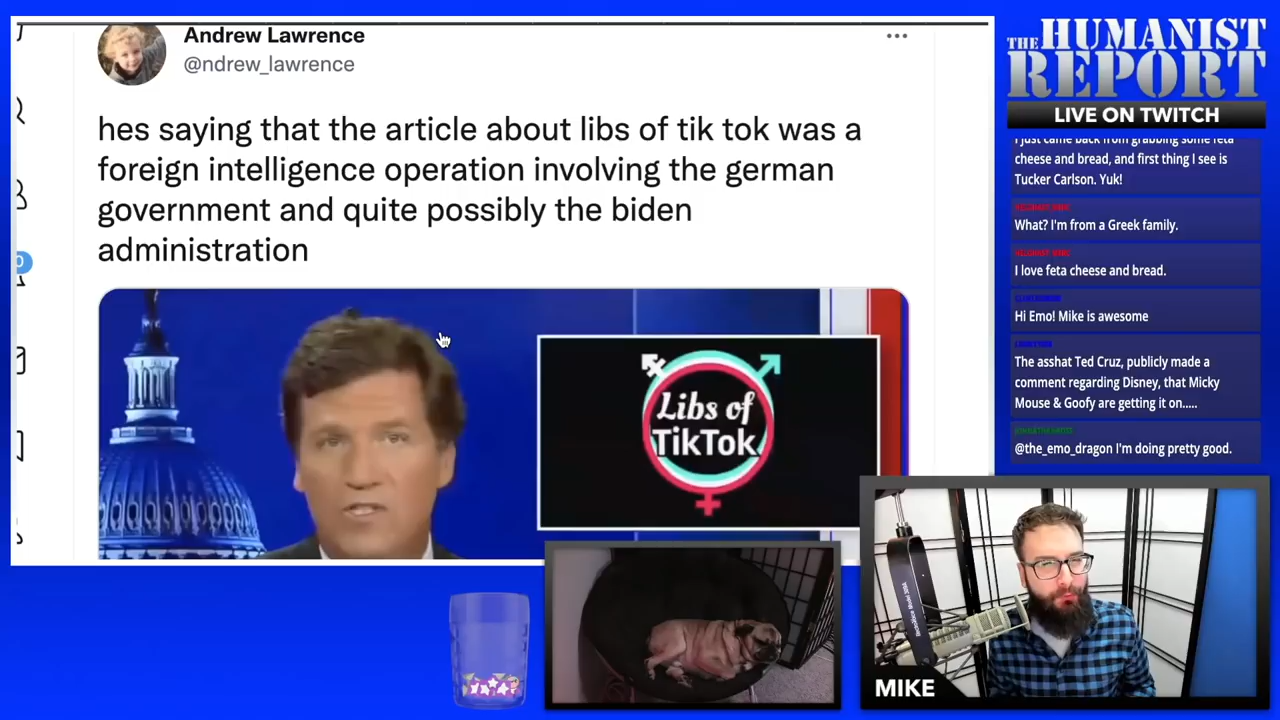 Andrew Lawrence
@ndrew_lawrence
hes saying that the article about libs of tik tok was a
foreign intelligence operation involving the german
government and quite possibly the biden
administration
Libs of
TikTok
THE HUMANIST
REPORT
LIVE ON TWITCH
I just came back from grabbing some feta
cheese and bread, and first thing I see is
Tucker Carlson. Yuk!
What? I'm from a Greek family.
I love feta cheese and bread.
Hi Emo! Mike is awesome
The asshat Ted Cruz, publicly made a
comment regarding Disney, that Micky
Mouse & Goofy are getting it on.....
@the_emo_dragon I'm doing pretty good.
MIKE